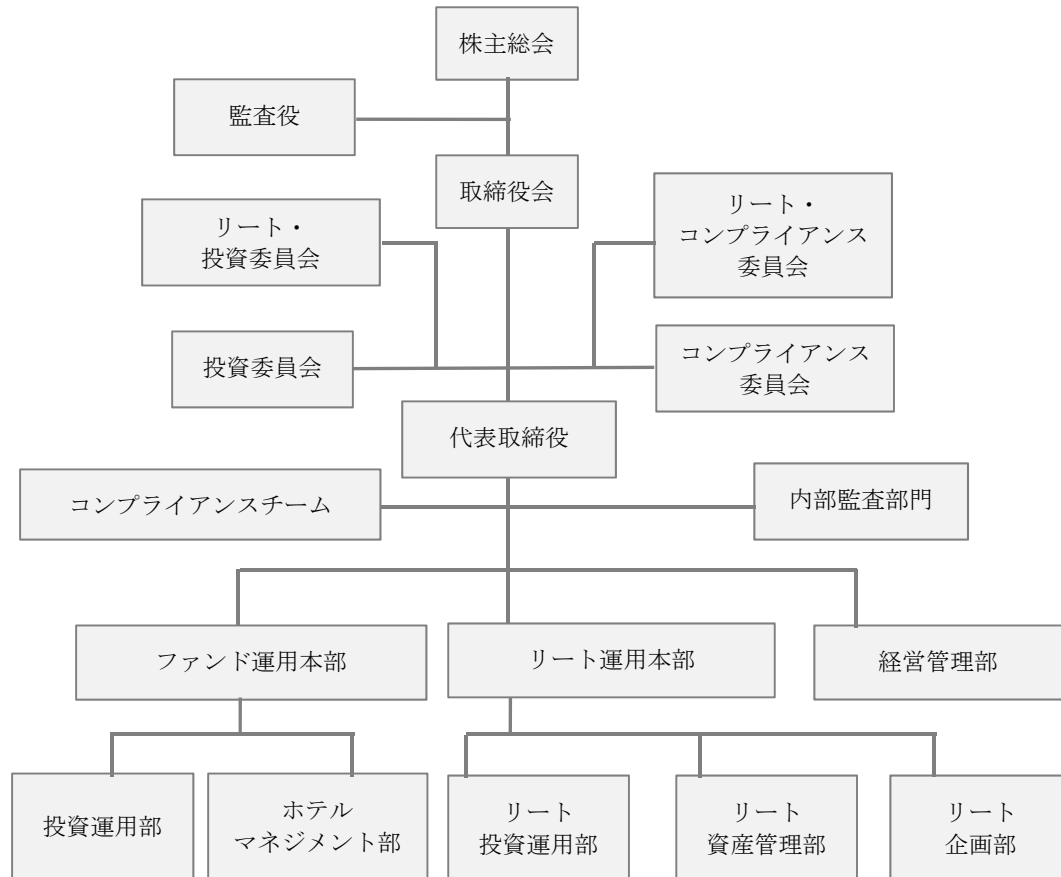 株主総会
監査役
取締役会
リート・
投資委員会
リート・
コンプライアンス
委員会
投資委員会
コンプライアンス
委員会
代表取締役
コンプライアンスチーム
内部監査部門
ファンド運用本部
リート運用本部
経営管理部
投資運用部
ホテル
マネジメント部
リート
投資運用部
リート
資産管理部
リート
企画部